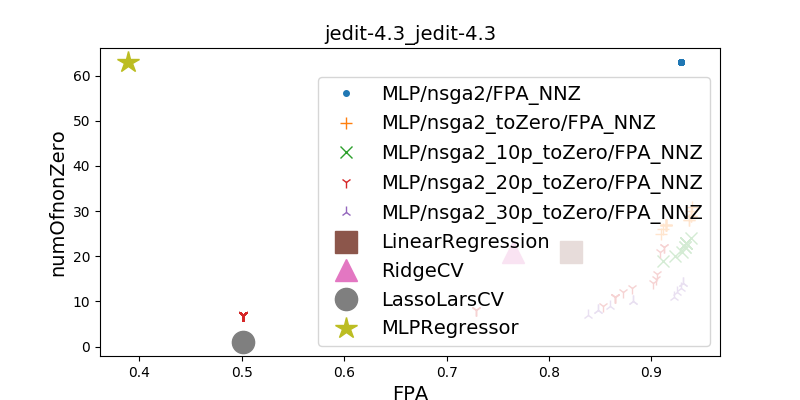 jedit-4.3_jedit-4.3
numOfnonZero
60
50
40
30
20
10
0
MLP/nsga2/FPA_NNZ
MLP/nsga2_toZero/FPA_NNZ
MLP/nsga2_10p_toZero/FPA_NNZ
MLP/nsga2_20p_toZero/FPA_NNZ
MLP/nsga2_30p_toZero/FPA_NNZ
LinearRegression
RidgeCV
LassoLarsCV
MLPRegressor
0.4 0.5 0.6 0.7 0.8 0.9
FPA